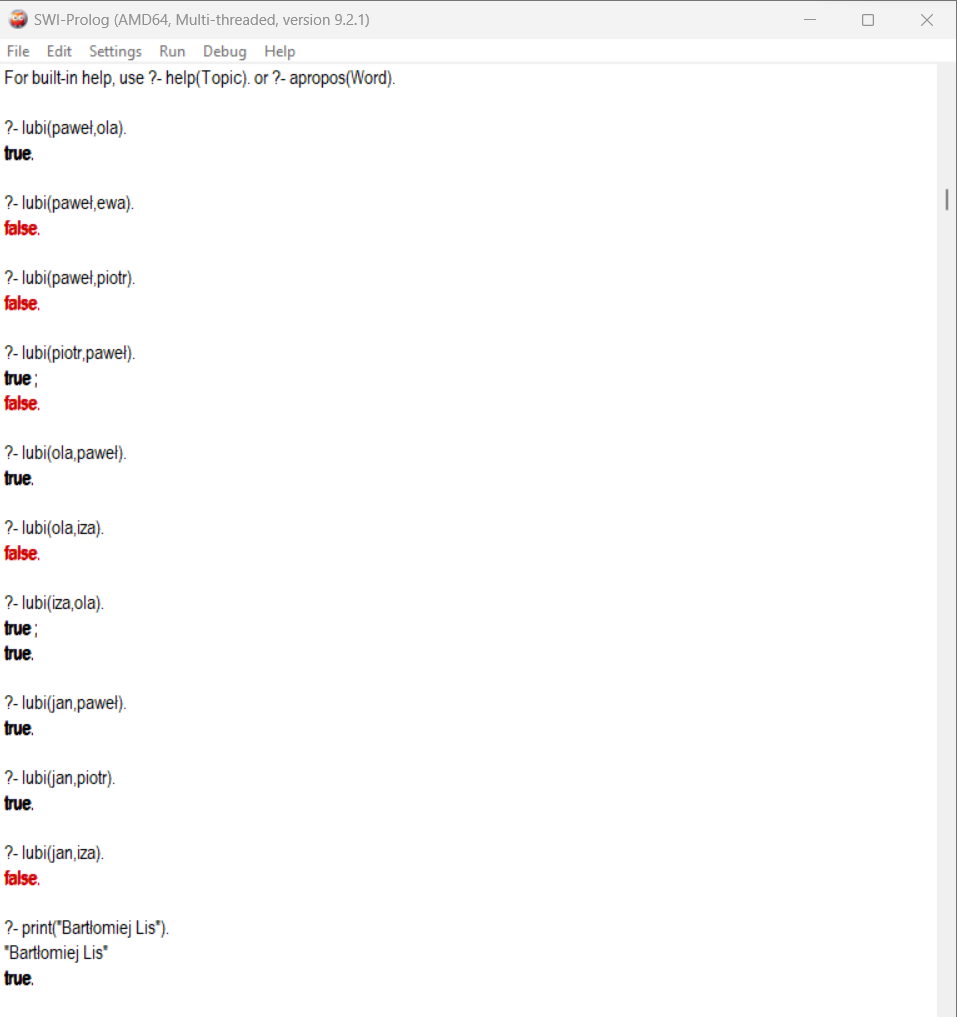 SWI-Prolog (AMD64, Multi-threaded, version 9.2.1)
File Edit Settings Run Debug Help
For built-in help, use ?- help(Topic). or ?- apropos(Word).
?- lubi(paweł,ola).
true.
?- lubi(paweł,ewa).
false.
?- lubi(paweł,piotr).
false.
?- lubi(piotr,paweł).
true ;
false.
?- lubi(ola,paweł).
true.
?- lubi(ola,iza).
false.
?- lubi(iza,ola).
true ;
true.
?- lubi(jan,paweł).
true.
?- lubi(jan,piotr).
true.
?- lubi(jan,iza).
false.
?- print("Bartłomiej Lis").
"Bartłomiej Lis"
true.